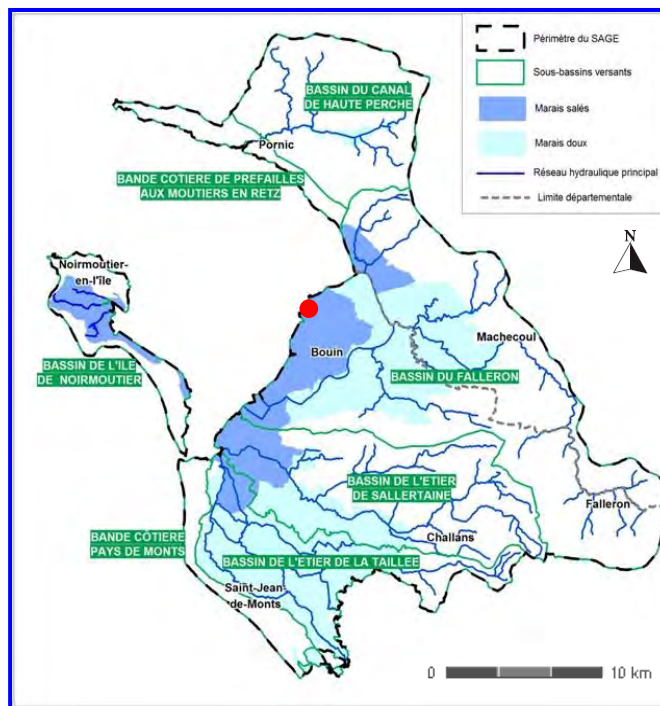 Périmètre du SAGE
Sous-bassins versants
Marais salés
Marais doux
Réseau hydraulique principal
Limite départementale
N
BASSIN DU CANAL
DE HAUTE PERCHE
Pornic
BANDE COTIERE DE PREFAILLES
AUX MOUTIERS EN RETZ
Noirmoutier-
en-l'île
BASSIN DE L'ILE
DE NOIRMOUTIER
Bouin
Machecoul
BASSIN DU FALLERON
BASSIN DE L'ETIER
DE SALLERTAINE
Falleron
Challans
BANDE CÔTIERE
PAYS DE MONTS
BASSIN DE L'ETIER DE LA TAILLEE
Saint-Jean-
de-Monts
0 10 km